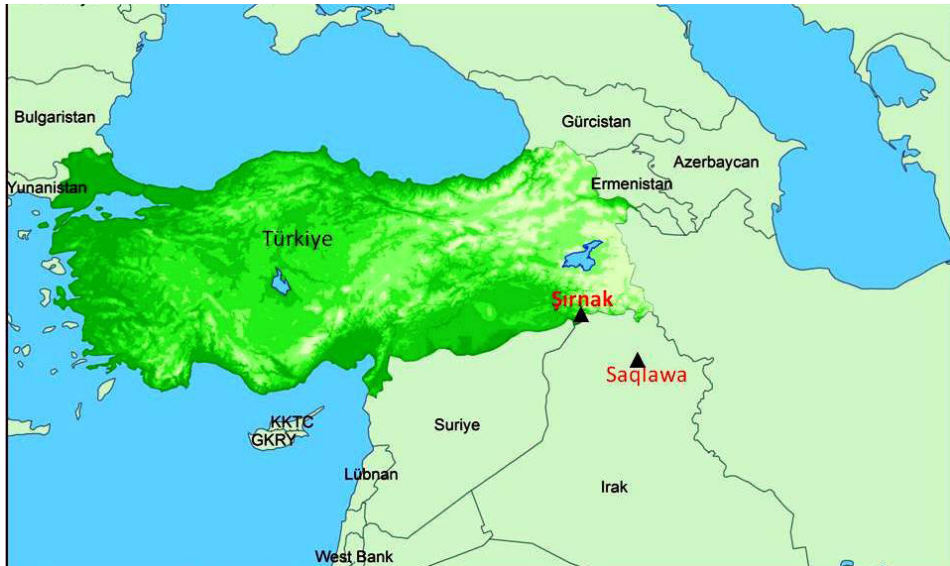 Bulgaristan
Gürcistan
Azerbaycan
Yunanistan
Ermenistan
Türkiye
Şırnak
Saqlawa
KKTC
GKRY
Suriye
Lübnan
Irak
West Bank